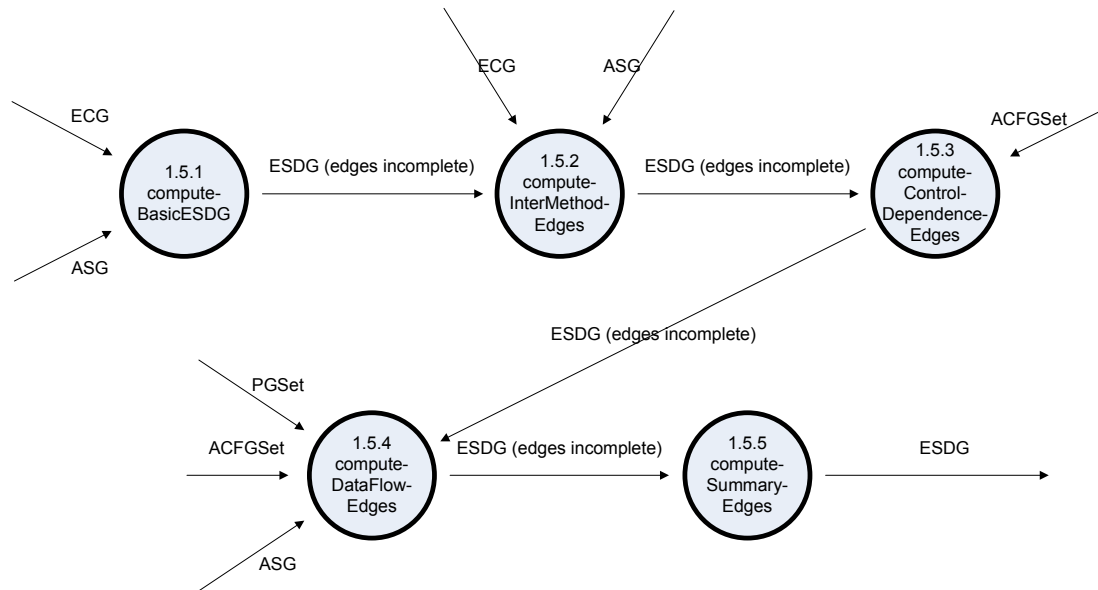 ECG
ASG
ECG
ASG
ACFGSet
1.5.1
compute-
BasicESDG
ESDG (edges incomplete)
1.5.2
compute-
InterMethod-
Edges
ESDG (edges incomplete)
1.5.3
compute-
Control-
Dependence-
Edges
ESDG (edges incomplete)
PGSet
ACFGSet
ASG
1.5.4
compute-
DataFlow-
Edges
ESDG (edges incomplete)
1.5.5
compute-
Summary-
Edges
ESDG